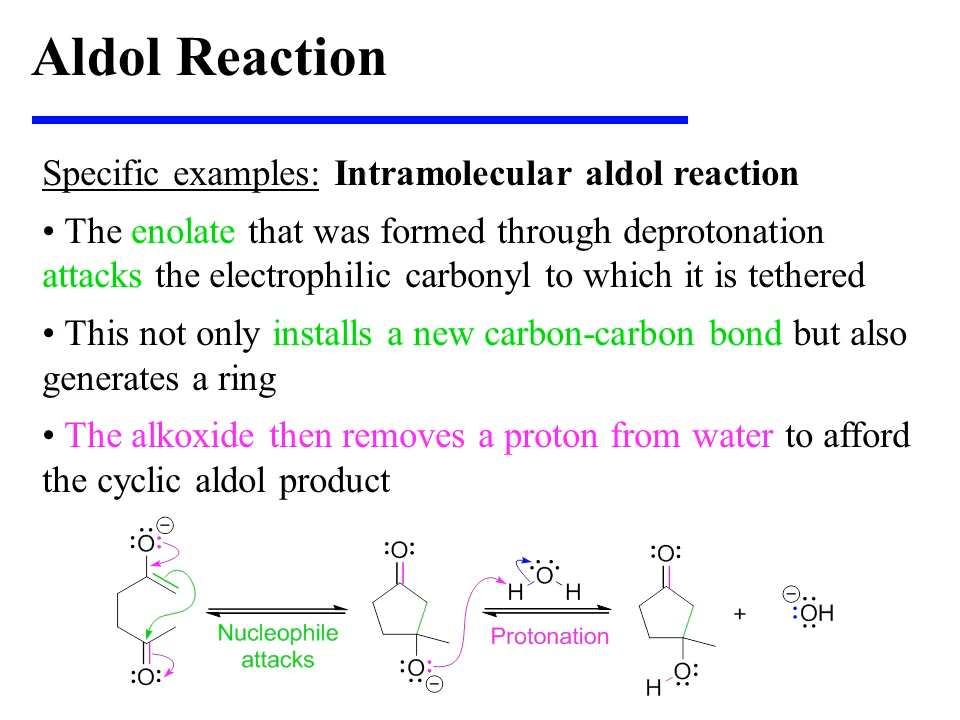 Aldol Reaction
Specific examples: Intramolecular aldol reaction
• The enolate that was formed through deprotonation
attacks the electrophilic carbonyl to which it is tethered
• This not only installs a new carbon-carbon bond but also
generates a ring
• The alkoxide then removes a proton from water to afford
the cyclic aldol product
O
O
Nucleophile
attacks
O
O
H O H
Protonation
O
O
H
+
OH